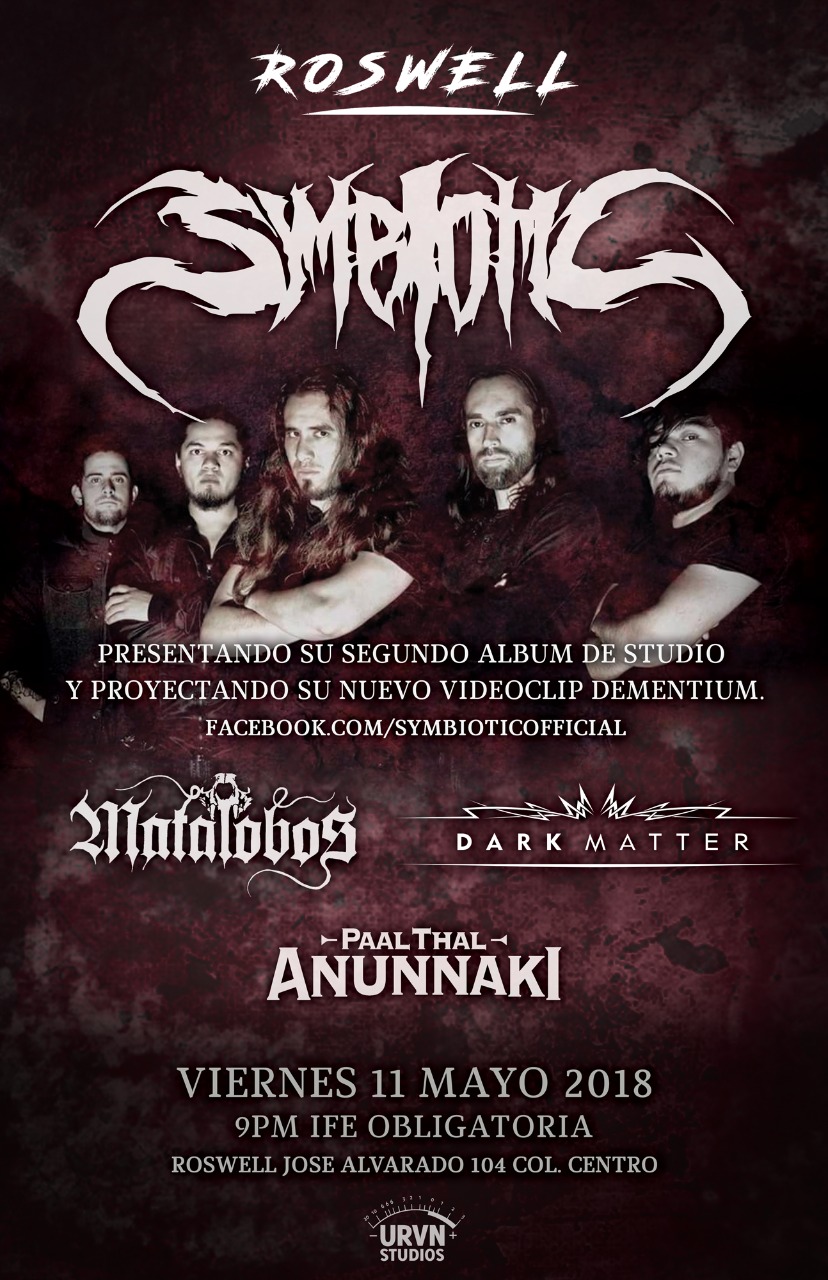 ROSWELL
SYMBIOTIC
PRESENTANDO SU SEGUNDO ALBUM DE STUDIO
Y PROYECTANDO SU NUEVO VIDEOCLIP DEMENTIUM.
FACEBOOK.COM/SYMBIOTICOFFICIAL
Matalobos
DARK MATTER
PAAL THAL
ANUNNAKI
VIERNES 11 MAYO 2018
9PM IFE OBLIGATORIA
ROSWELL JOSE ALVARADO 104 COL. CENTRO
URVN
STUDIOS